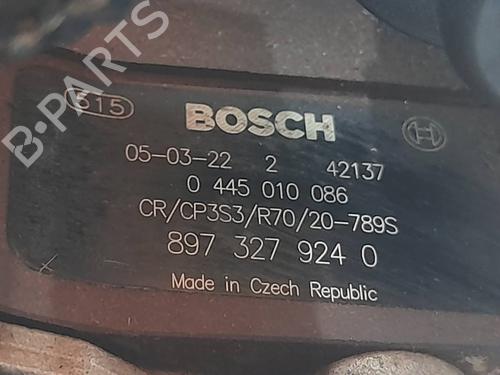 B-PARTS
615
BOSCH
05-03-22 2 42137
0 445 010 086
CR/CP3S3/R70/20-789S
897 327 924 0
Made in Czech Republic